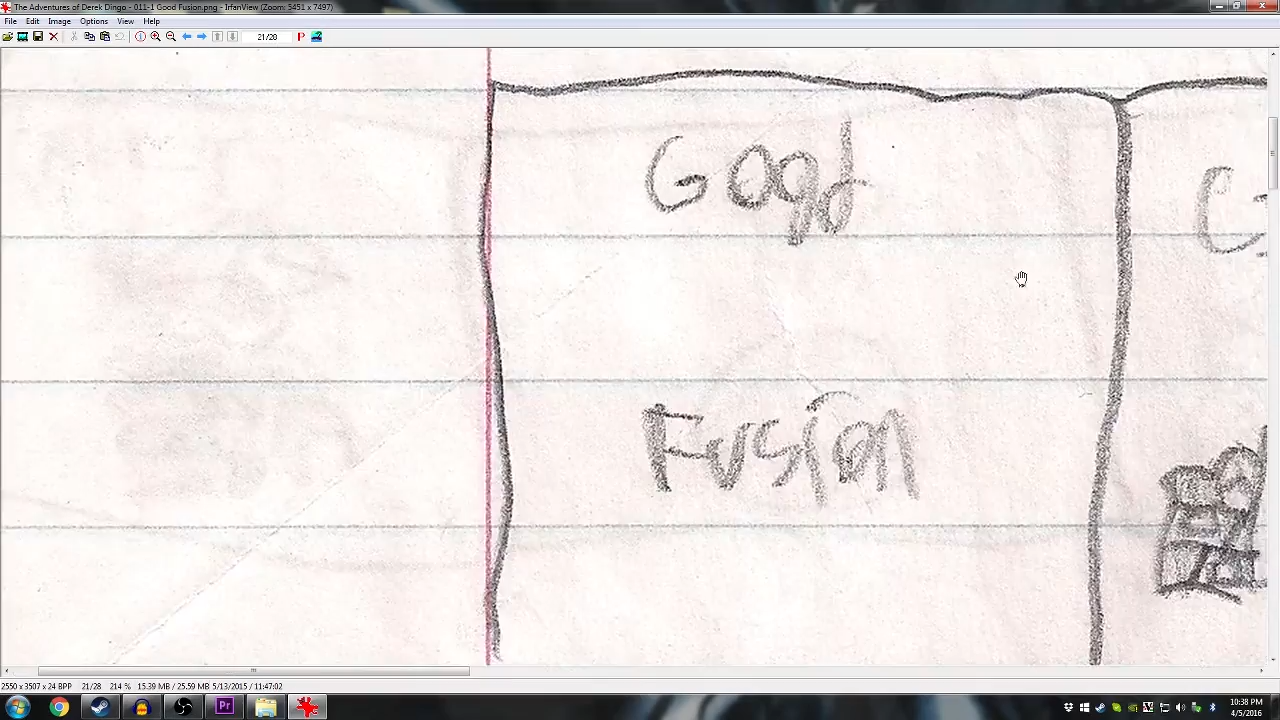 The Adventures of Derek Dingo - 011-1 Good Fusion.png - IrfanView (Zoom: 5451 x 7497)
File Edit Image Options View Help
21/28
Good
Fusion
2550 x 3507 x 24 BPP 21/28 214 % 15.39 MB / 25.59 MB 5/13/2015 / 11:47:02
Pr
10:38 PM
4/5/2016